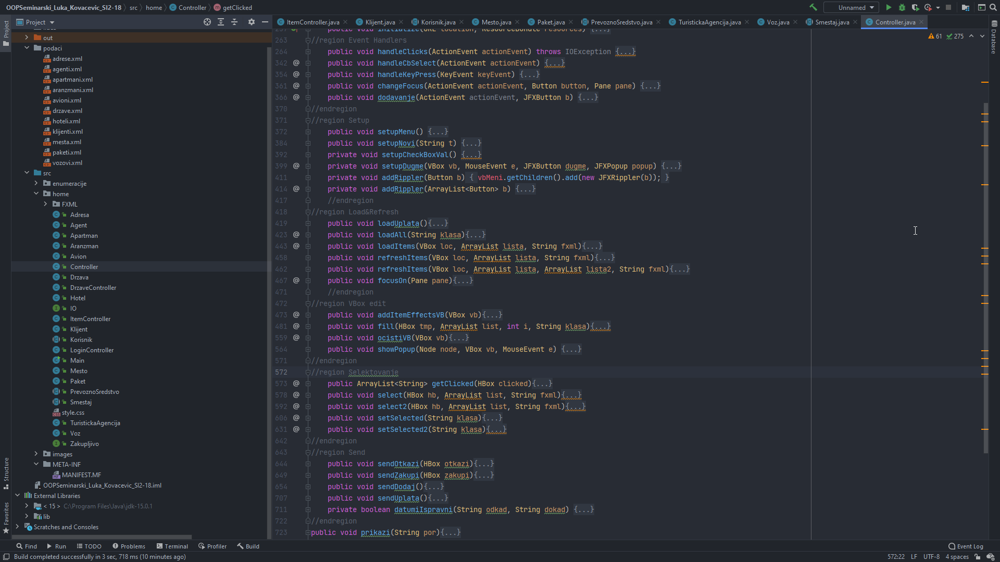 OOPSeminarski_Luka_Kovacevic_SI2-18 src home Controller getClicked Unnamed
Project
ItemController.java Klijent.java Korisnik.java Mesto.java Paket.java PrevoznoSredstvo.java TuristickaAgencija.java Voz.java Smestaj.java Controller.java
61 275
Project
Structure
Favorites
Database
out
podaci
adrese.xml
agenti.xml
apartmani.xml
aranzmani.xml
avioni.xml
drzave.xml
hoteli.xml
klijenti.xml
mesta.xml
paketi.xml
vozovi.xml
src
enumeracije
home
FXML
Adresa
Agent
Apartman
Aranzman
Avion
Controller
Drzava
DrzaveController
Hotel
IO
ItemController
Klijent
Korisnik
LoginController
Main
Mesto
Paket
PrevoznoSredstvo
Smestaj
style.css
TuristickaAgencija
Voz
Zakupljivo
images
META-INF
MANIFEST.MF
OOPSeminarski_Luka_Kovacevic_SI2-18.iml
External Libraries
< 15 > C:\Program Files\Java\jdk-15.0.1
lib
Scratches and Consoles
public void initialize(URL location, ResourceBundle resources) {...}
263 //region Event Handlers
264 public void handleClicks(ActionEvent actionEvent) throws IOException {...}
342 @ public void handleCbSelect(ActionEvent actionEvent) {...}
354 @ public void handleKeyPress(KeyEvent keyEvent) {...}
361 @ public void changeFocus(ActionEvent actionEvent, Button button, Pane pane) {...}
366 @ public void dodavanje(ActionEvent actionEvent, JFXButton b) {...}
370 //endregion
371 //region Setup
372 public void setupMenu() {...}
384 public void setupNovi(String t) {...}
392 private void setupCheckBoxVal() {...}
399 @ private void setupDugme(VBox vb, MouseEvent e, JFXButton dugme, JFXPopup popup) {...}
411 private void addRippler(Button b) { vbMeni.getChildren().add(new JFXRippler(b)); }
414 @ private void addRippler(ArrayList<Button> b) {...}
417 //endregion
418 //region Load&Refresh
419 public void loadUplata(){...}
423 @ public void loadAll(String klasa){...}
443 @ public void loadItems(VBox loc, ArrayList lista, String fxml){...}
458 public void refreshItems(VBox loc, ArrayList lista, String fxml){...}
462 public void refreshItems(VBox loc, ArrayList lista, ArrayList lista2, String fxml){...}
467 @ public void focusOn(Pane pane){...}
471 //endregion
472 //region VBox edit
473 @ public void addItemEffectsVB(VBox vb){...}
481 @ public void fill(HBox tmp, ArrayList list, int i, String klasa){...}
559 @ public void ocistiVB(VBox vb){...}
564 public void showPopup(Node node, VBox vb, MouseEvent e) {...}
571 //endregion
572 //region Selektovanje
573 @ public ArrayList<String> getClicked(HBox clicked){...}
578 @ public void select(HBox hb, ArrayList list, String fxml){...}
592 @ public void select2(HBox hb, ArrayList list, String fxml){...}
606 @ public void setSelected(String klasa){...}
631 @ public void setSelected2(String klasa){...}
642 //endregion
643 //region Send
644 public void sendOtkazi(HBox otkazi){...}
649 public void sendZakupi(HBox zakupi){...}
654 public void sendDodaj(){...}
707 public void sendUplata(){...}
711 private boolean datumiIspravni(String odkad, String dokad) {...}
722 //endregion
723 public void prikazi(String por){...}
Find Run TODO Problems Terminal Profiler Build Event Log
Build completed successfully in 3 sec, 718 ms (10 minutes ago) 572:22 LF UTF-8 4 spaces